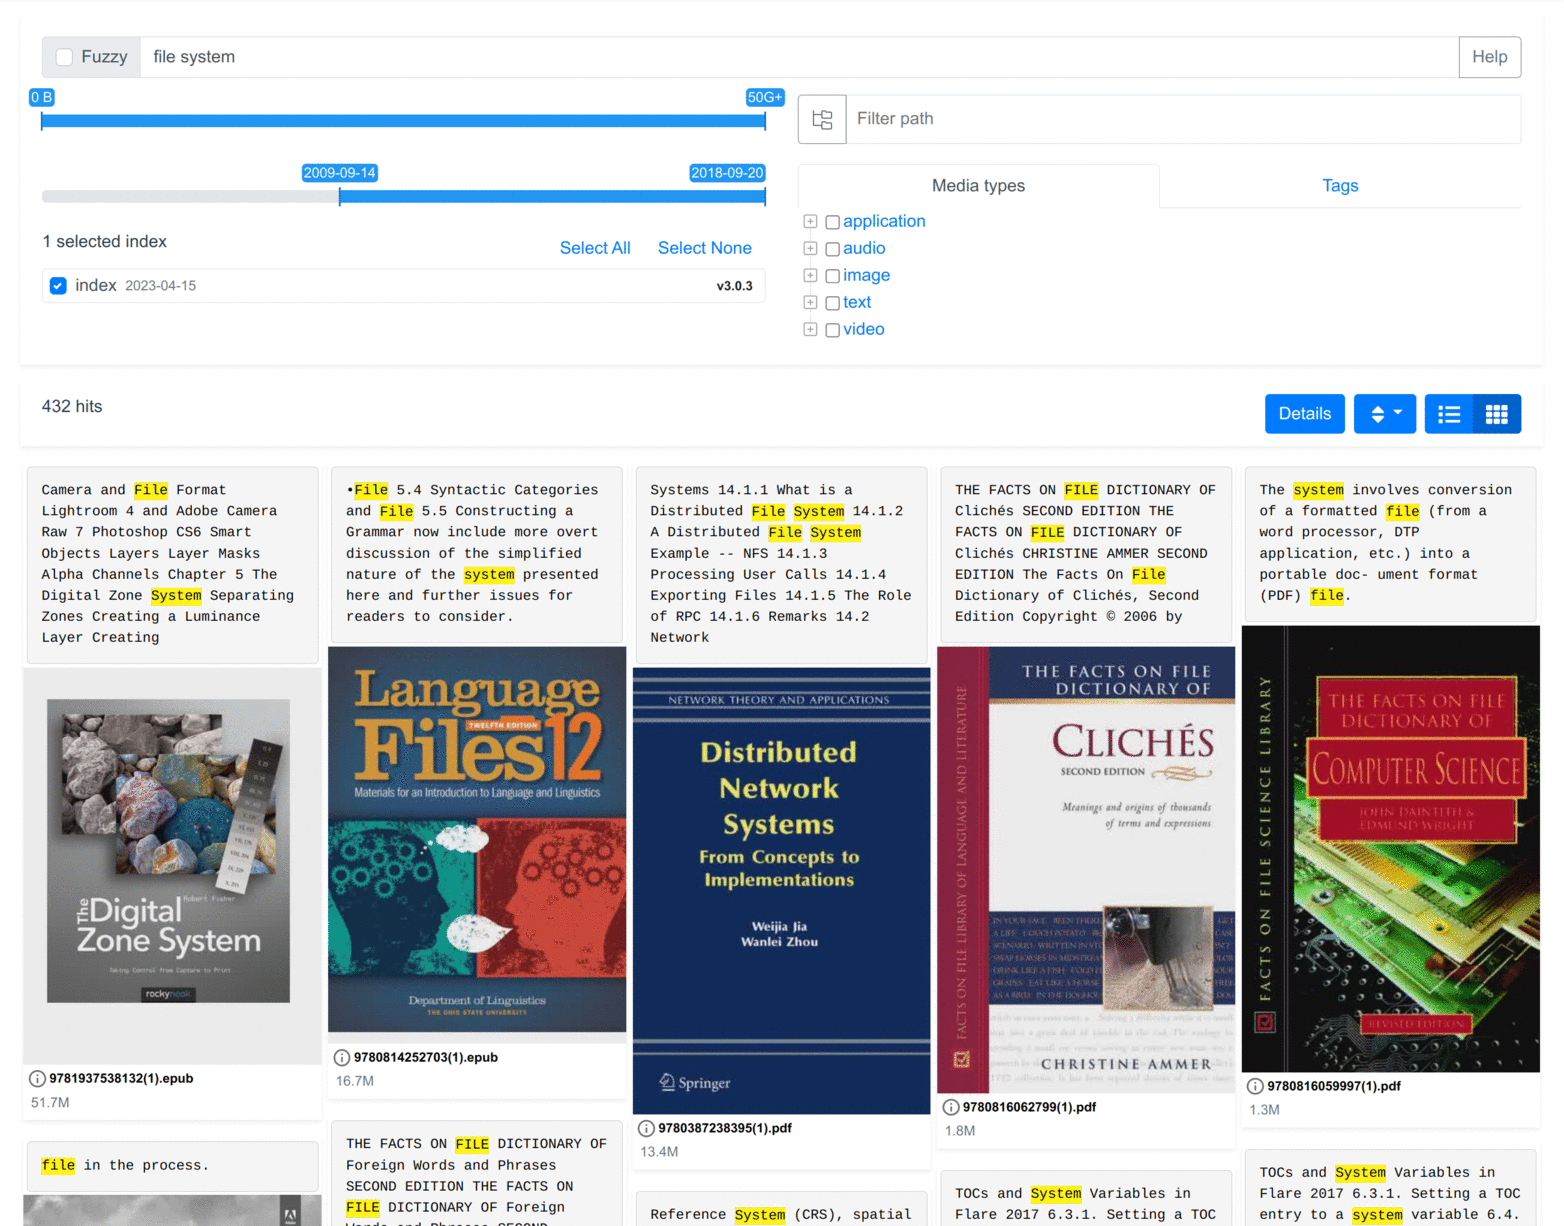 Fuzzy
file system
Help
0 B
50G+
Filter path
2009-09-14
2018-09-20
Media types
Tags
application
audio
image
text
video
1 selected index
Select All
Select None
index 2023-04-15
v3.0.3
432 hits
Details
Camera and File Format
Lightroom 4 and Adobe Camera
Raw 7 Photoshop CS6 Smart
Objects Layers Layer Masks
Alpha Channels Chapter 5 The
Digital Zone System Separating
Zones Creating a Luminance
Layer Creating
Robert Fisher
The Digital
Zone System
Taking Control from Capture to Print
rockynook
9781937538132(1).epub
51.7M
file in the process.
•File 5.4 Syntactic Categories
and File 5.5 Constructing a
Grammar now include more overt
discussion of the simplified
nature of the system presented
here and further issues for
readers to consider.
Language
Files 12
TWELFTH EDITION
Materials for an Introduction to Language and Linguistics
Department of Linguistics
THE OHIO STATE UNIVERSITY
9780814252703(1).epub
16.7M
THE FACTS ON FILE DICTIONARY OF
Foreign Words and Phrases
SECOND EDITION THE FACTS ON
FILE DICTIONARY OF Foreign
Words and Phrases SECOND
Systems 14.1.1 What is a
Distributed File System 14.1.2
A Distributed File System
Example -- NFS 14.1.3
Processing User Calls 14.1.4
Exporting Files 14.1.5 The Role
of RPC 14.1.6 Remarks 14.2
Network
NETWORK THEORY AND APPLICATIONS
Distributed
Network
Systems
From Concepts to
Implementations
Weijia Jia
Wanlei Zhou
Springer
9780387238395(1).pdf
13.4M
Reference System (CRS), spatial
THE FACTS ON FILE DICTIONARY OF
Clichés SECOND EDITION THE
FACTS ON FILE DICTIONARY OF
Clichés CHRISTINE AMMER SECOND
EDITION The Facts On File
Dictionary of Clichés, Second
Edition Copyright © 2006 by
FACTS ON FILE LIBRARY OF LANGUAGE AND LITERATURE
THE FACTS ON FILE
DICTIONARY OF
CLICHÉS
SECOND EDITION
Meanings and origins of thousands
of terms and expressions
CHRISTINE AMMER
9780816062799(1).pdf
1.8M
TOCs and System Variables in
Flare 2017 6.3.1. Setting a TOC
The system involves conversion
of a formatted file (from a
word processor, DTP
application, etc.) into a
portable doc- ument format
(PDF) file.
FACTS ON FILE SCIENCE LIBRARY
THE FACTS ON FILE
DICTIONARY OF
COMPUTER SCIENCE
JOHN DAINTITH &
EDMUND WRIGHT
REVISED EDITION
9780816059997(1).pdf
1.3M
TOCs and System Variables in
Flare 2017 6.3.1. Setting a TOC
entry to a system variable 6.4.